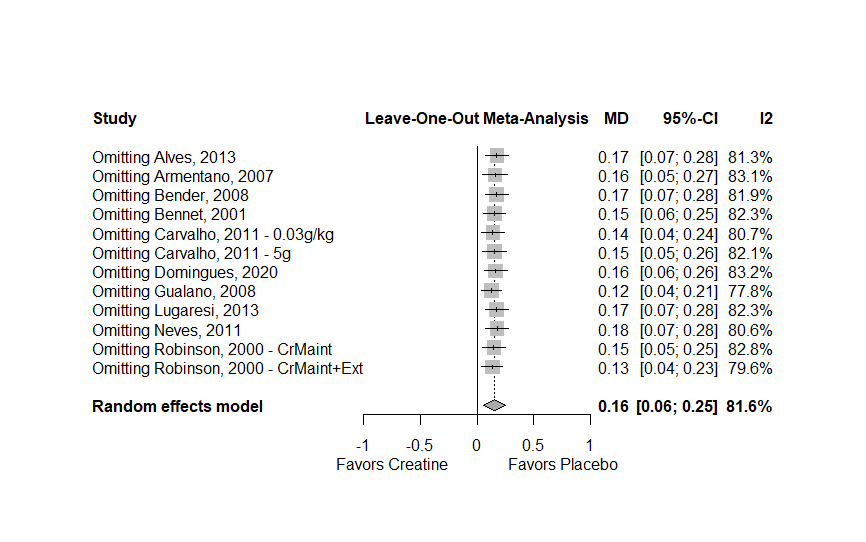 Study Leave-One-Out Meta-Analysis MD 95%-CI I2
Omitting Alves, 2013 0.17 [0.07; 0.28] 81.3%
Omitting Armentano, 2007 0.16 [0.05; 0.27] 83.1%
Omitting Bender, 2008 0.17 [0.07; 0.28] 81.9%
Omitting Bennet, 2001 0.15 [0.06; 0.25] 82.3%
Omitting Carvalho, 2011 - 0.03g/kg 0.14 [0.04; 0.24] 80.7%
Omitting Carvalho, 2011 - 5g 0.15 [0.05; 0.26] 82.1%
Omitting Domingues, 2020 0.16 [0.06; 0.26] 83.2%
Omitting Gualano, 2008 0.12 [0.04; 0.21] 77.8%
Omitting Lugaresi, 2013 0.17 [0.07; 0.28] 82.3%
Omitting Neves, 2011 0.18 [0.07; 0.28] 80.6%
Omitting Robinson, 2000 - CrMaint 0.15 [0.05; 0.25] 82.8%
Omitting Robinson, 2000 - CrMaint+Ext 0.13 [0.04; 0.23] 79.6%
Random effects model 0.16 [0.06; 0.25] 81.6%
-1 -0.5 0 0.5 1
Favors Creatine Favors Placebo